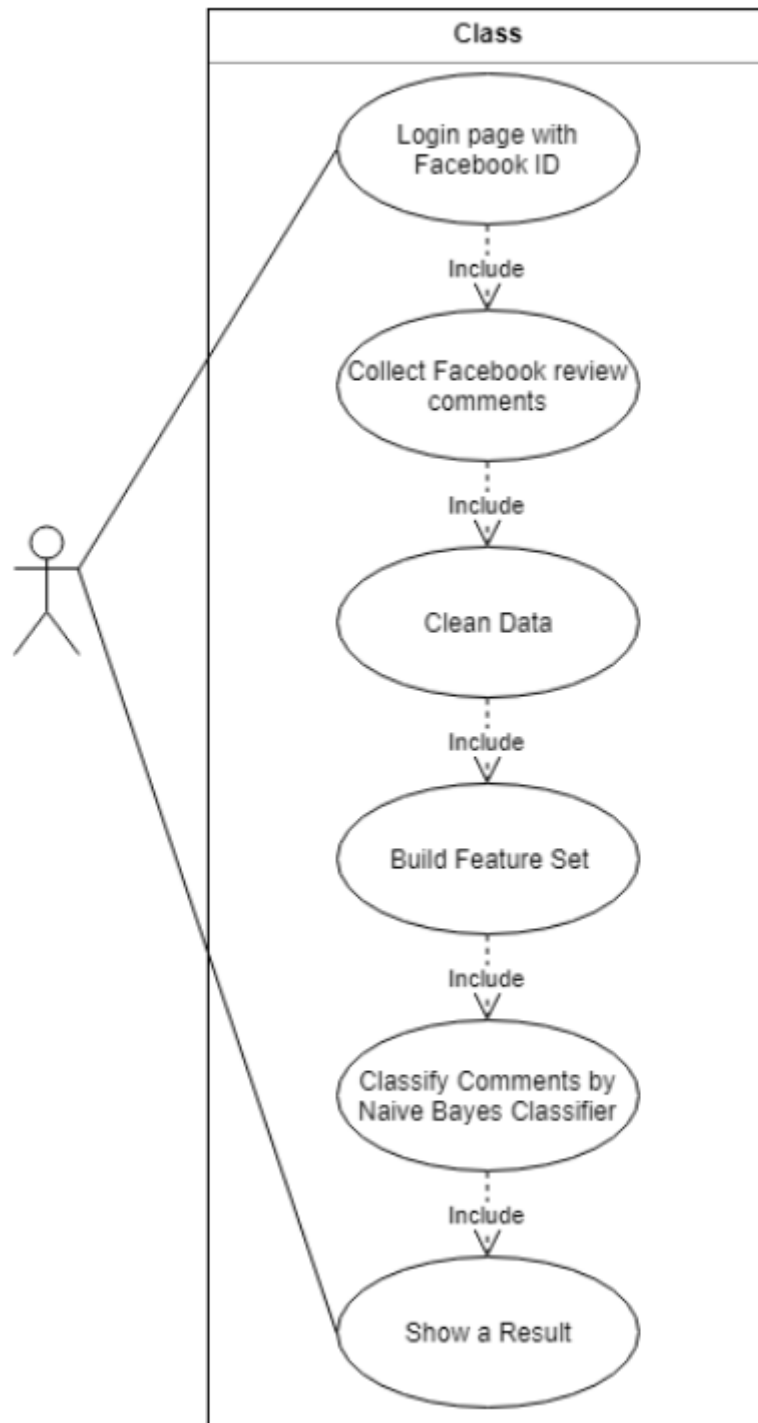 Class
Login page with
Facebook ID
Include
Collect Facebook review
comments
Include
Clean Data
Include
Build Feature Set
Include
Classify Comments by
Naive Bayes Classifier
Include
Show a Result